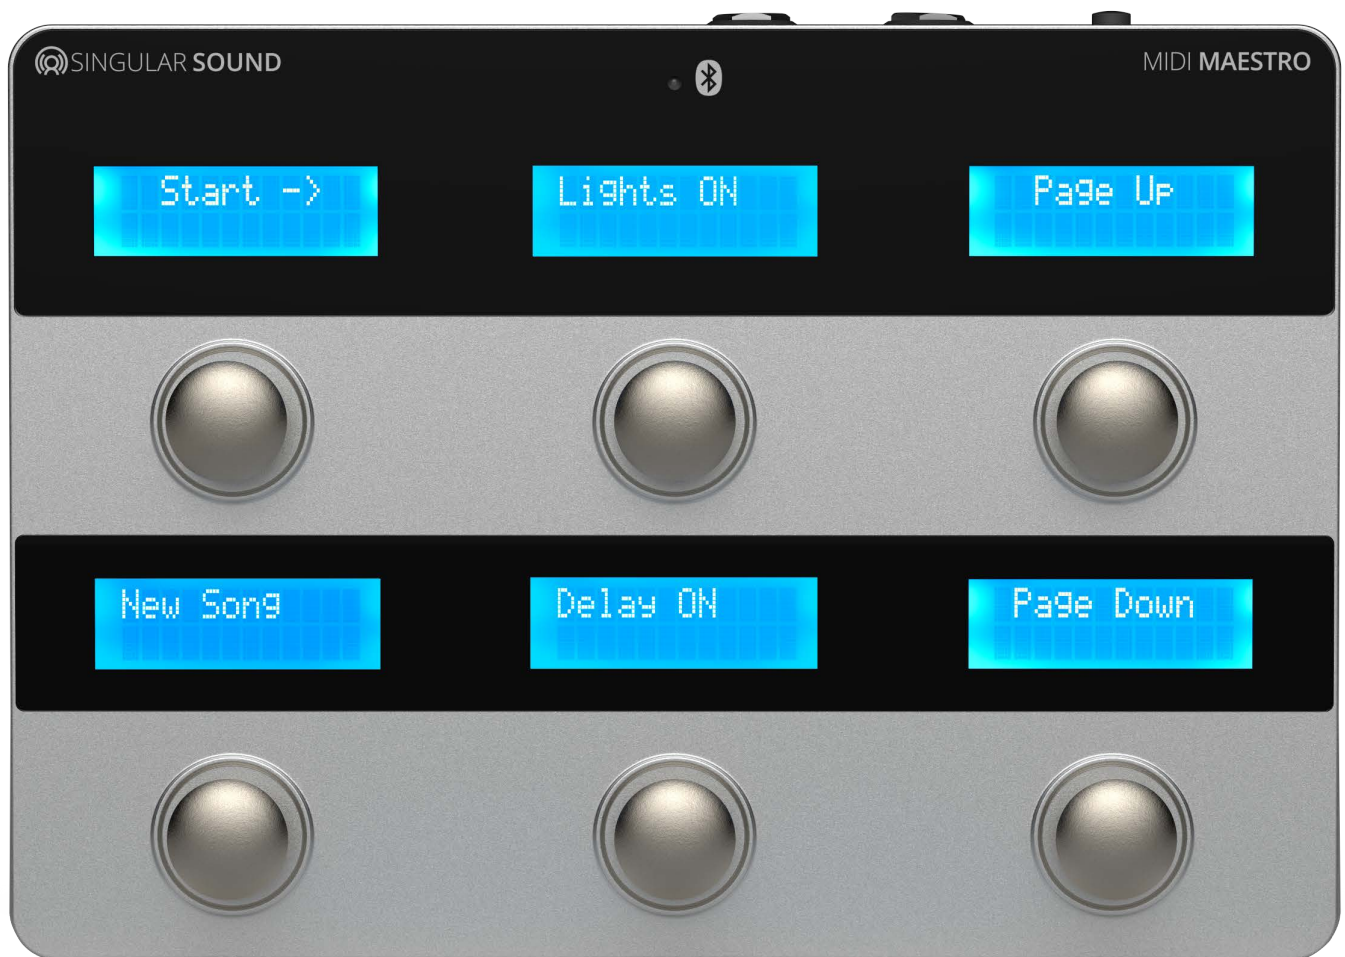 SINGULAR SOUND
MIDI MAESTRO
Start ->
Lights ON
Page Up
New Song
Delay ON
Page Down